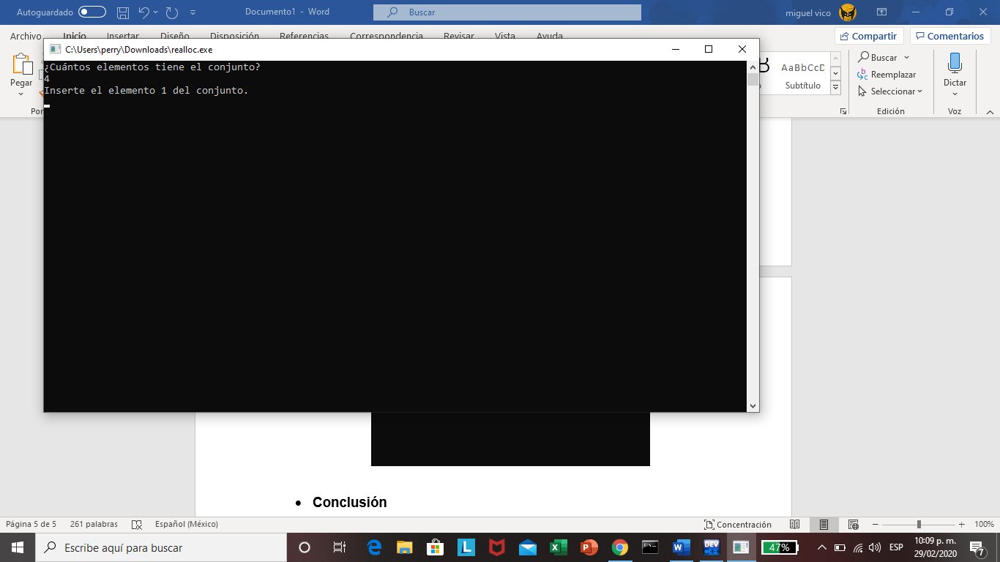 Autoguardado
Documento1 - Word
Buscar
miguel vico
Archivo Inicio Insertar Diseño Disposición Referencias Correspondencia Revisar Vista Ayuda
Compartir Comentarios
C:\Users\perry\Downloads\realloc.exe
¿Cuántos elementos tiene el conjunto?
4
Inserte el elemento 1 del conjunto.
Pegar
AaBbCcD
Subtítulo
Buscar
Reemplazar
Seleccionar
Edición
Dictar
Voz
• Conclusión
Página 5 de 5 261 palabras Español (México) Concentración 100%
Escribe aquí para buscar
DEV
47%
ESP
10:09 p. m.
29/02/2020
7